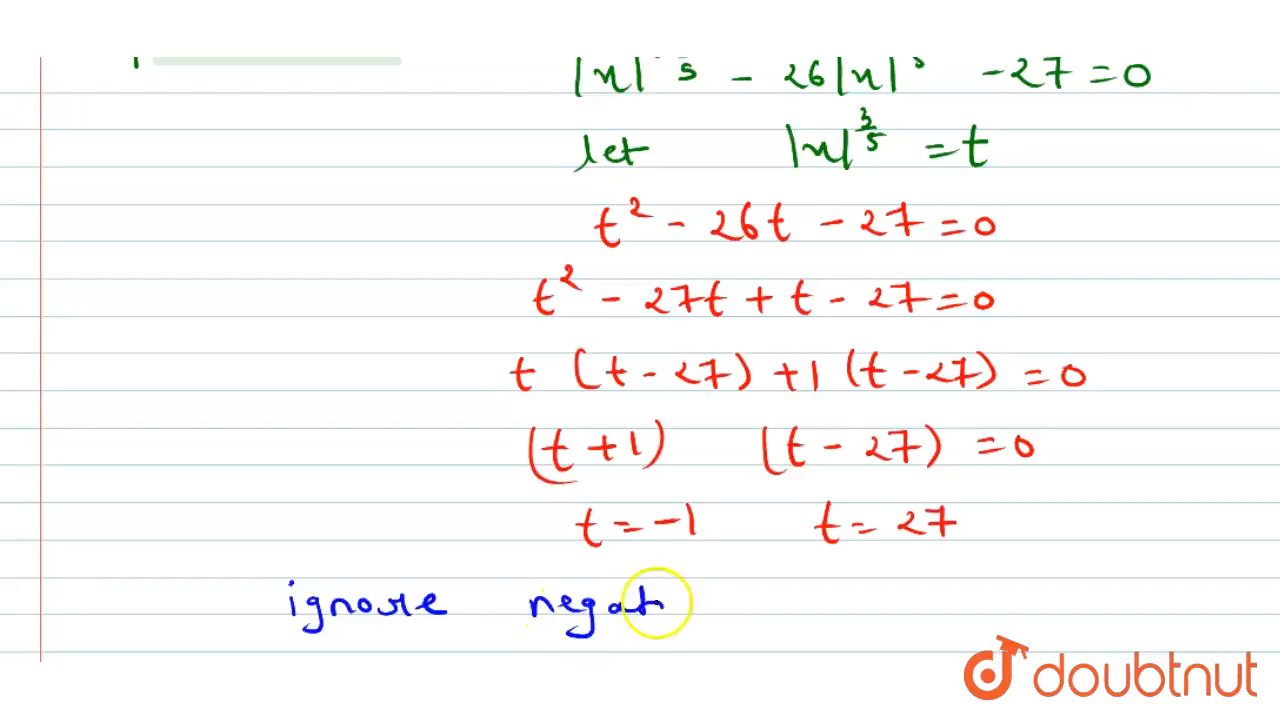 |x| 5 - 26|x| - 27 = 0
let |x|^{3/5} = t
t² - 26t - 27 = 0
t² - 27t + t - 27 = 0
t (t - 27) + 1 (t - 27) = 0
(t + 1) (t - 27) = 0
t = -1 t = 27
ignore negat
doubtnut